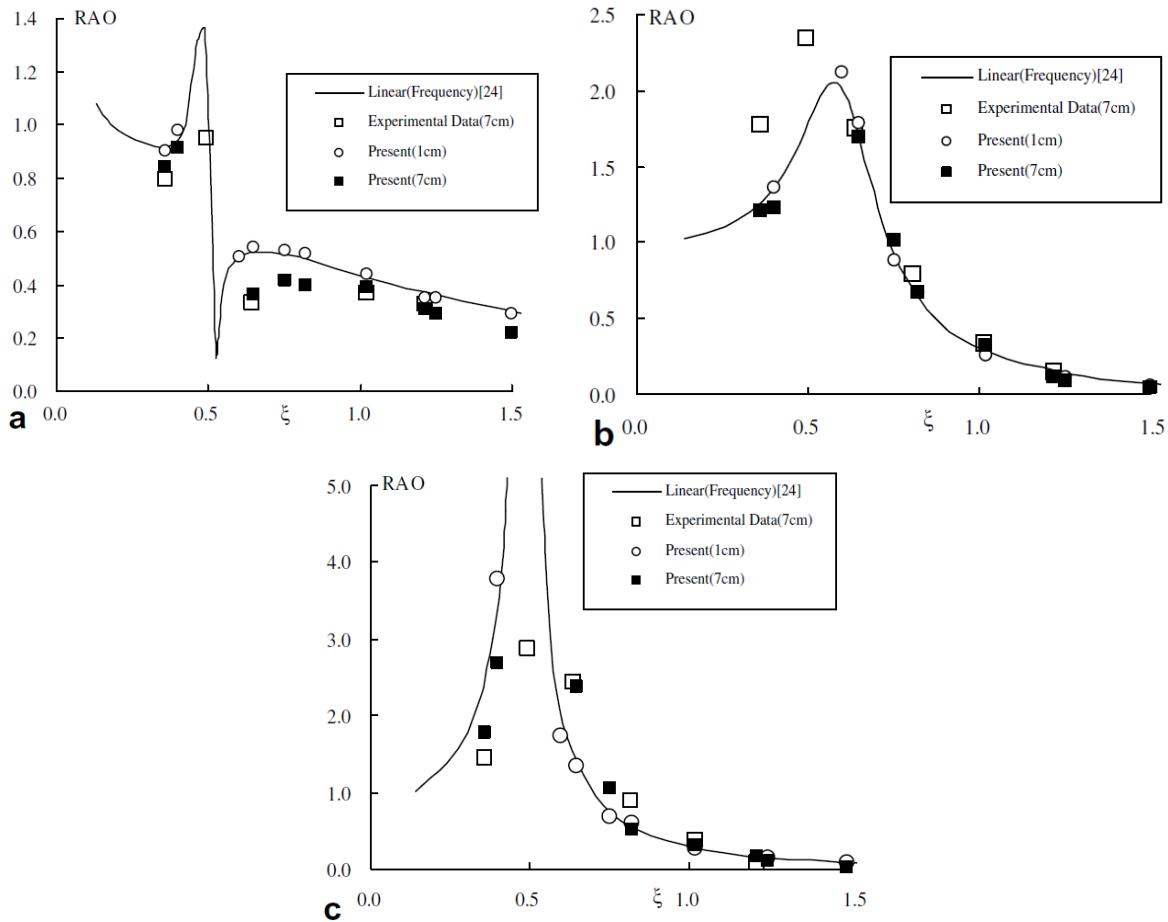 1.4 RAO
1.2
1.0
0.8
0.6
0.4
0.2
0.0
0.0 0.5 ξ 1.0 1.5
Linear(Frequency)[24]
Experimental Data(7cm)
Present(1cm)
Present(7cm)
a
2.5 RAO
2.0
1.5
1.0
0.5
0.0
0.0 0.5 ξ 1.0 1.5
Linear(Frequency)[24]
Experimental Data(7cm)
Present(1cm)
Present(7cm)
b
5.0 RAO
4.0
3.0
2.0
1.0
0.0
0.0 0.5 ξ 1.0 1.5
Linear(Frequency)[24]
Experimental Data(7cm)
Present(1cm)
Present(7cm)
c